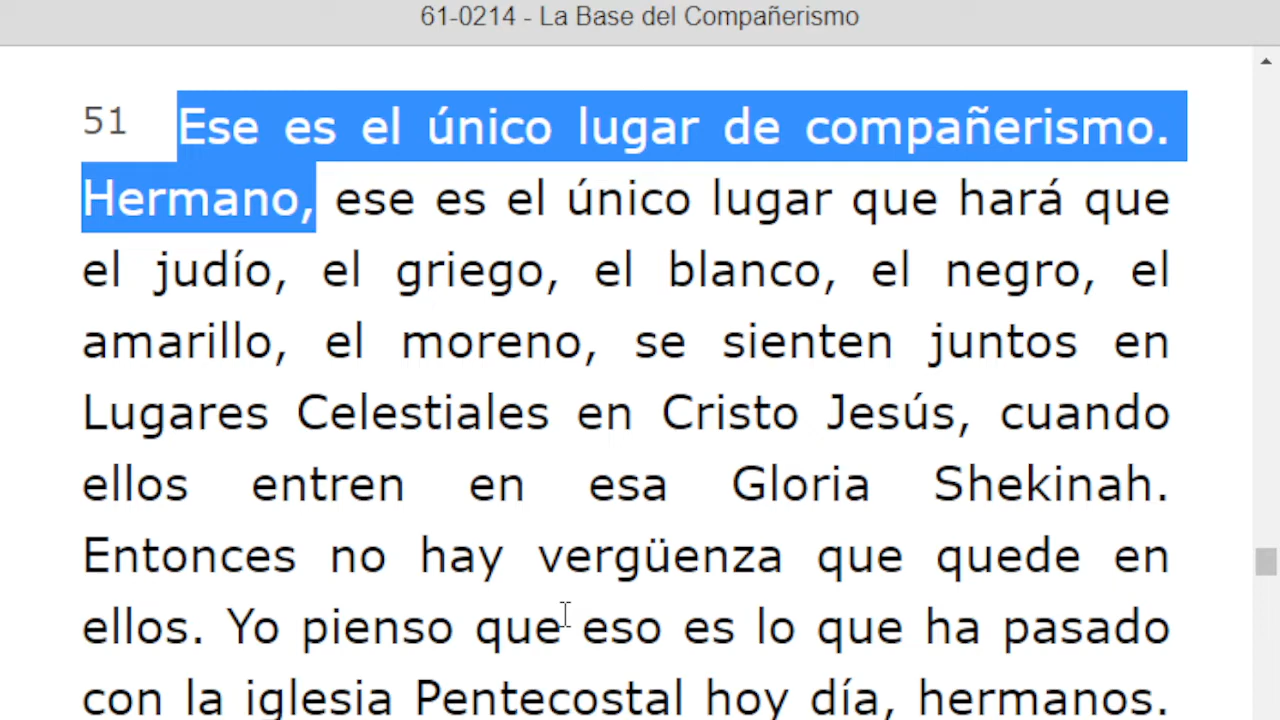 61-0214 - La Base del Compañerismo
51 Ese es el único lugar de compañerismo.
Hermano, ese es el único lugar que hará que
el judío, el griego, el blanco, el negro, el
amarillo, el moreno, se sienten juntos en
Lugares Celestiales en Cristo Jesús, cuando
ellos entren en esa Gloria Shekinah.
Entonces no hay vergüenza que quede en
ellos. Yo pienso que eso es lo que ha pasado
con la iglesia Pentecostal hoy día, hermanos.